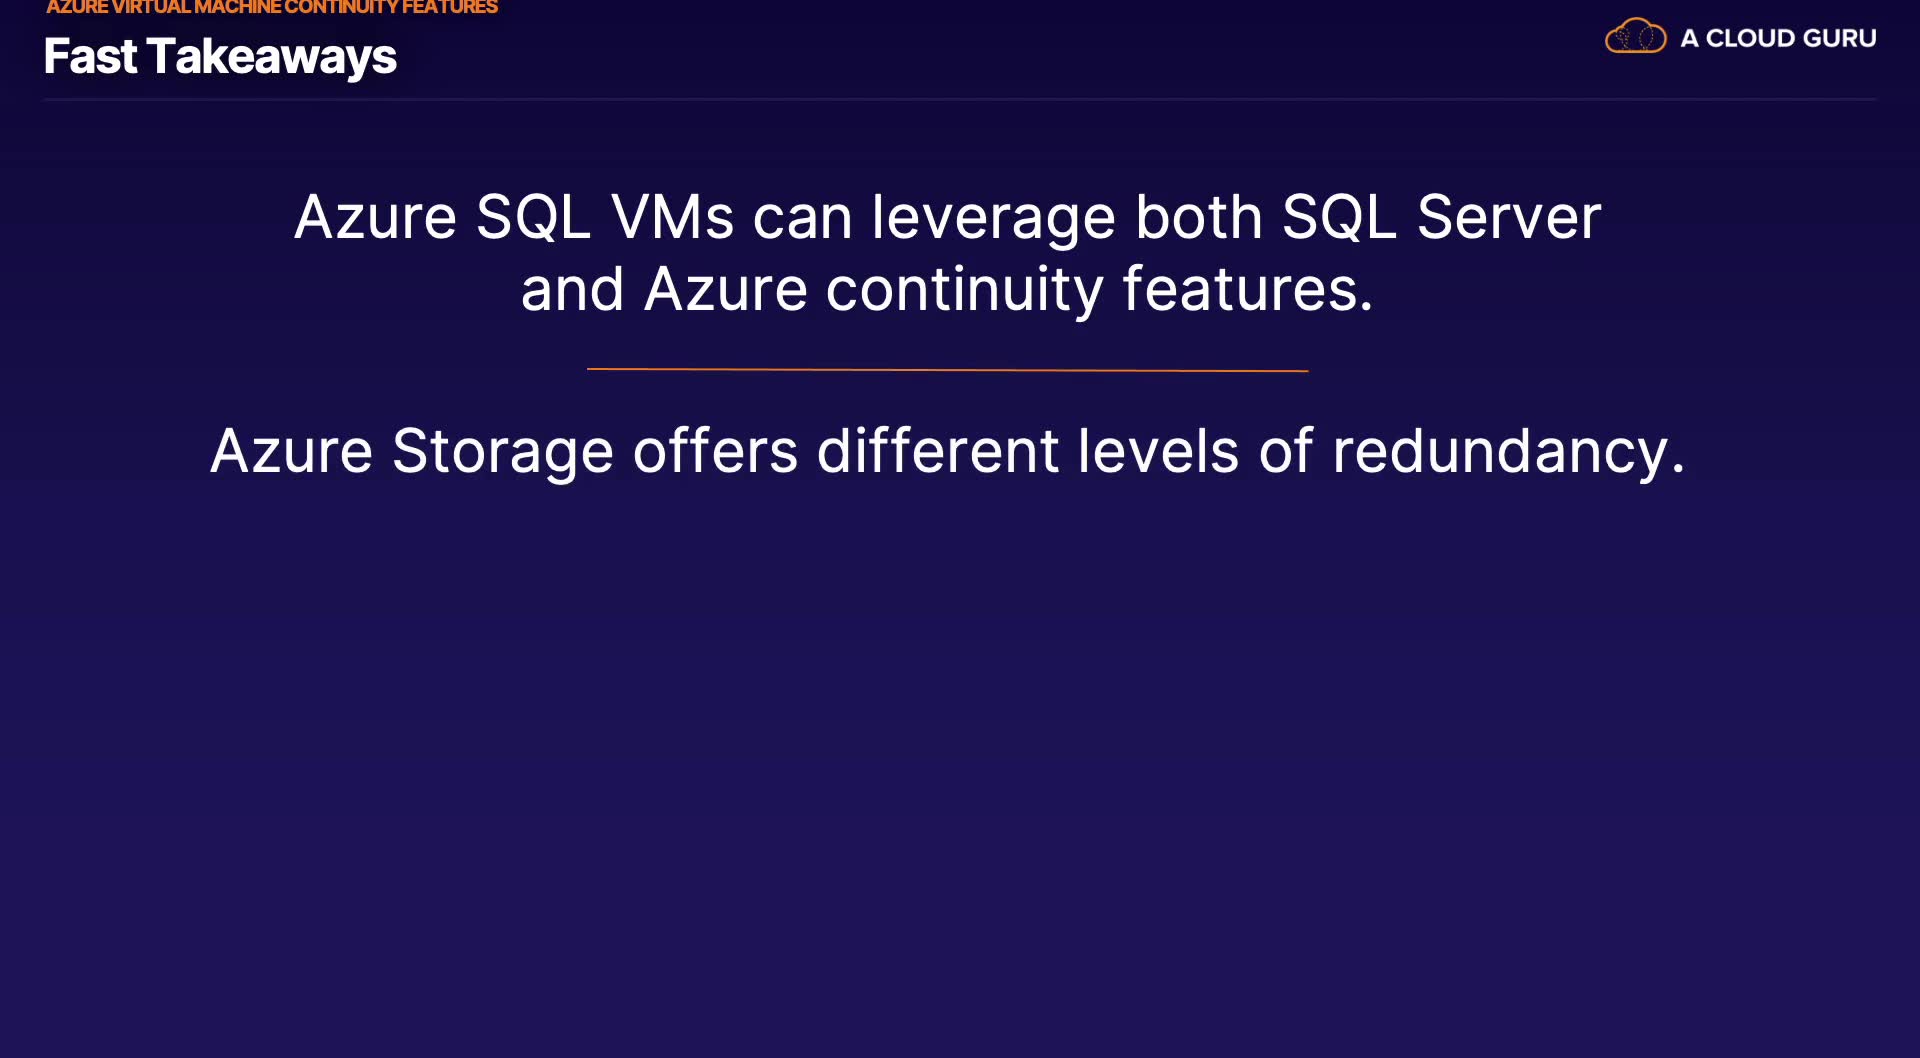 AZURE VIRTUAL MACHINE CONTINUITY FEATURES
Fast Takeaways
A CLOUD GURU
Azure SQL VMs can leverage both SQL Server
and Azure continuity features.
Azure Storage offers different levels of redundancy.